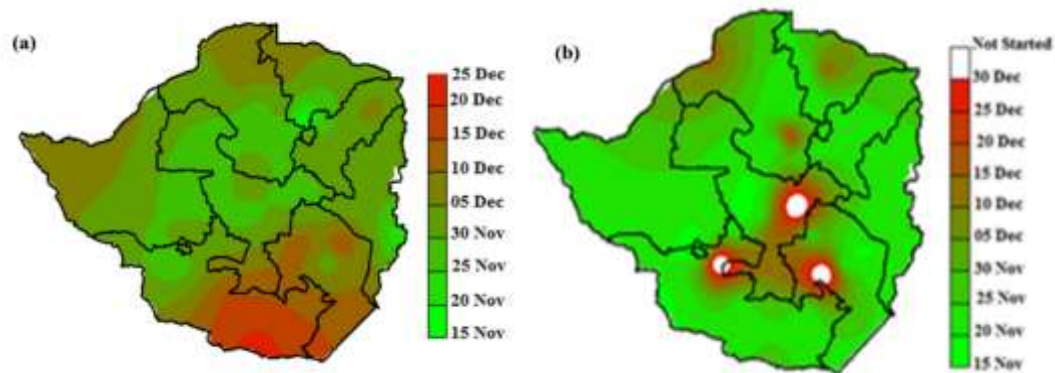 (a)
25 Dec
20 Dec
15 Dec
10 Dec
05 Dec
30 Nov
25 Nov
20 Nov
15 Nov
(b)
Not Started
30 Dec
25 Dec
20 Dec
15 Dec
10 Dec
05 Dec
30 Nov
25 Nov
20 Nov
15 Nov